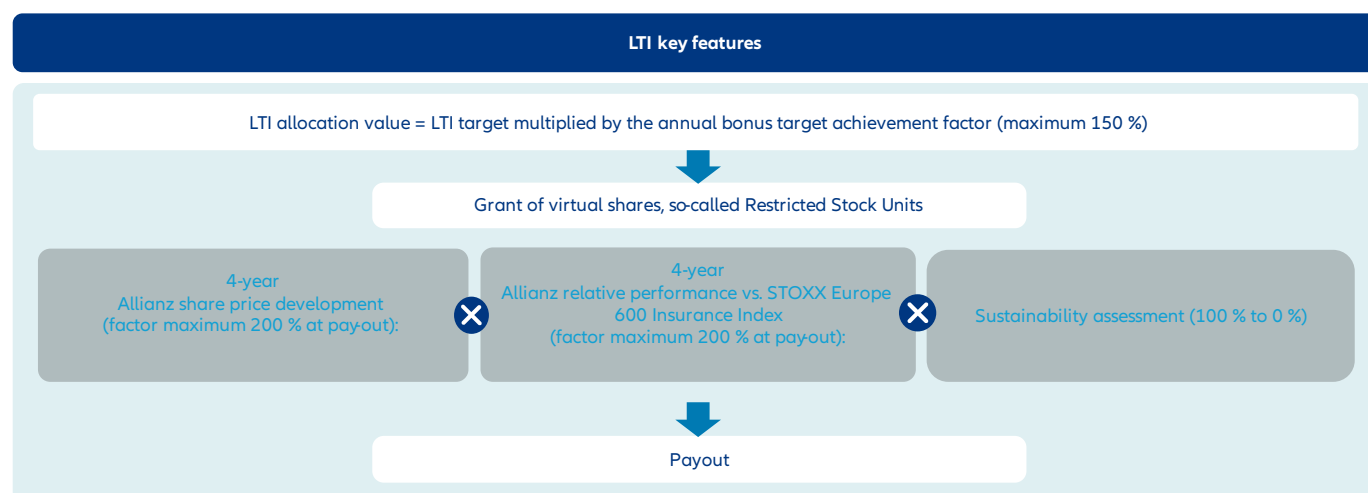 LTI key features
LTI allocation value = LTI target multiplied by the annual bonus target achievement factor (maximum 150 %)
Grant of virtual shares, so-called Restricted Stock Units
4-year
Allianz share price development
(factor maximum 200 % at pay-out):
4-year
Allianz relative performance vs. STOXX Europe
600 Insurance Index
(factor maximum 200 % at pay-out):
Sustainability assessment (100 % to 0 %)
Payout